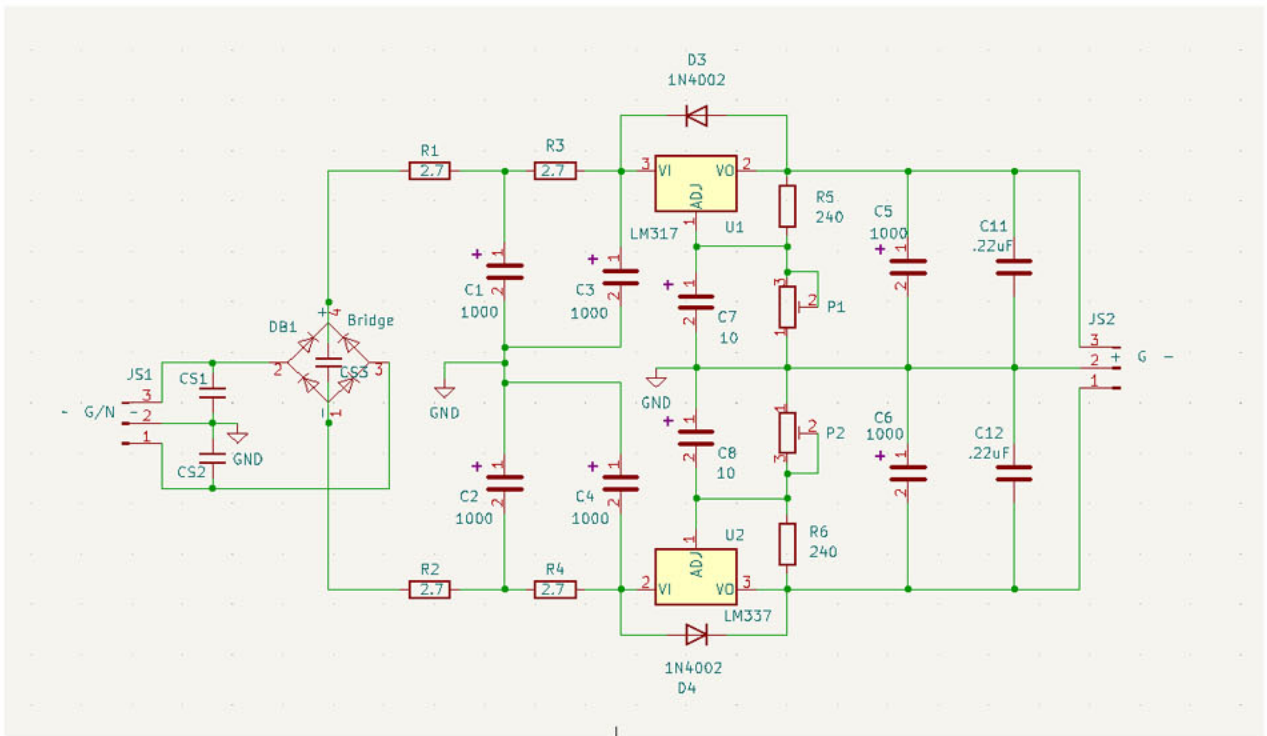 D3
1N4002
R1
2.7
R3
2.7
3 VI VO 2
ADJ
1
LM317 U1
R5
240
C5
1000
+ 1
2
C11
.22uF
+ 1
2
C1
1000
+ 1
2
C3
1000
+ 1
2
C7
10
3
2
1
P1
DB1
+ 4
Bridge
2
3
CS3
- 1
JS1
3
- G/N -
2
1
CS1
CS2
GND
GND
GND
JS2
3
2 + G -
1
+ 1
2
C2
1000
+ 1
2
C4
1000
+ 1
2
C8
10
1
2
3
P2
C6
1000
+ 1
2
C12
.22uF
R2
2.7
R4
2.7
U2
1
ADJ
2 VI VO 3
LM337
R6
240
1N4002
D4